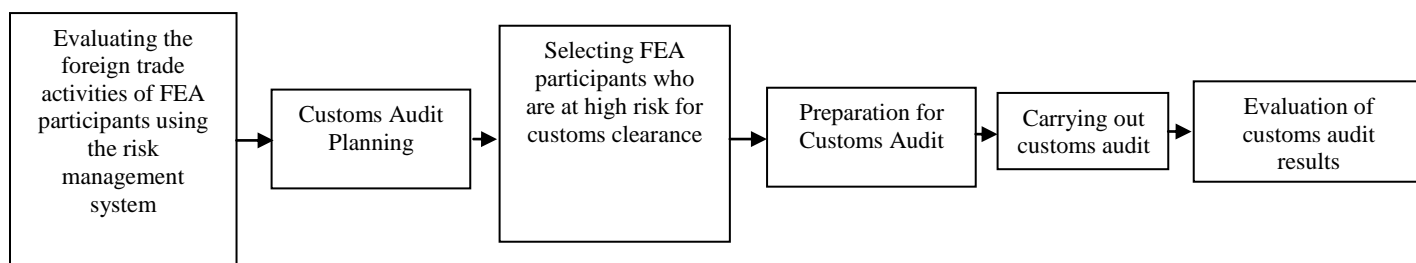 Evaluating the
foreign trade
activities of FEA
participants using
the risk
management
system
Customs Audit
Planning
Selecting FEA
participants who
are at high risk for
customs clearance
Preparation for
Customs Audit
Carrying out
customs audit
Evaluation of
customs audit
results